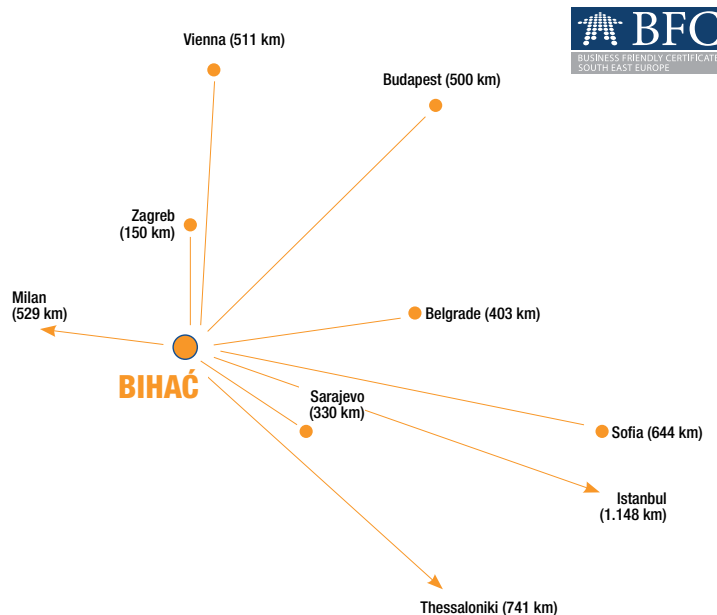 BFC
BUSINESS FRIENDLY CERTIFICATE
SOUTH EAST EUROPE
Vienna (511 km)
Budapest (500 km)
Zagreb
(150 km)
Milan
(529 km)
Belgrade (403 km)
BIHAĆ
Sarajevo
(330 km)
Sofia (644 km)
Istanbul
(1.148 km)
Thessaloniki (741 km)